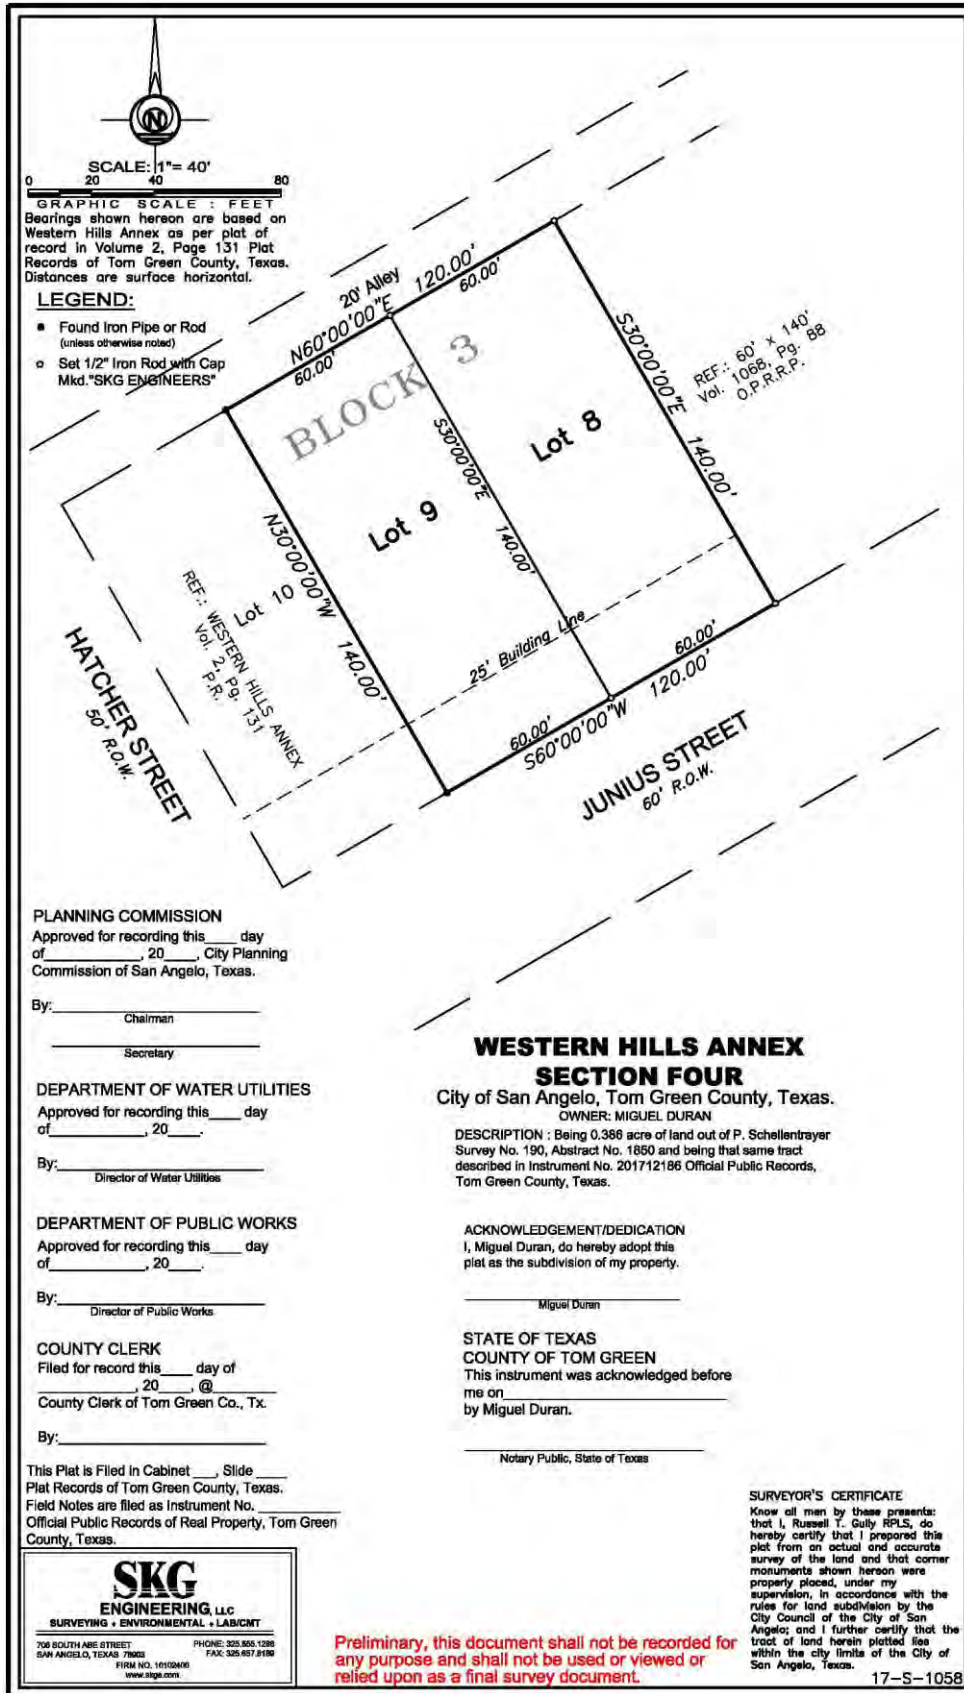 N
SCALE: 1"= 40'
0 20 40 80
GRAPHIC SCALE : FEET
Bearings shown hereon are based on
Western Hills Annex as per plat of
record in Volume 2, Page 131 Plat
Records of Tom Green County, Texas.
Distances are surface horizontal.
LEGEND:
Found Iron Pipe or Rod
(unless otherwise noted)
Set 1/2" Iron Rod with Cap
Mkd."SKG ENGINEERS"
20' Alley
N60°00'00"E 120.00'
60.00'
60.00'
BLOCK 3
S30°00'00"E 140.00'
REF.: 60' x 140'
Vol. 1068, Pg. 88
O.P.R.R.P.
Lot 8
S30°00'00"E
140.00'
Lot 9
N30°00'00"W 140.00'
Lot 10
REF.: WESTERN HILLS ANNEX
Vol. 2, Pg. 131
P.R.
25' Building Line
HATCHER STREET
50' R.O.W.
60.00'
60.00'
S60°00'00"W 120.00'
JUNIUS STREET
60' R.O.W.
PLANNING COMMISSION
Approved for recording this____ day
of____________, 20____, City Planning
Commission of San Angelo, Texas.
By:
Chairman
Secretary
DEPARTMENT OF WATER UTILITIES
Approved for recording this____ day
of____________, 20____.
By:
Director of Water Utilities
DEPARTMENT OF PUBLIC WORKS
Approved for recording this____ day
of____________, 20____.
By:
Director of Public Works
COUNTY CLERK
Filed for record this____ day of
____________, 20____, @________
County Clerk of Tom Green Co., Tx.
By:
This Plat is Filed in Cabinet ___, Slide ____
Plat Records of Tom Green County, Texas.
Field Notes are filed as Instrument No. __________
Official Public Records of Real Property, Tom Green
County, Texas.
WESTERN HILLS ANNEX
SECTION FOUR
City of San Angelo, Tom Green County, Texas.
OWNER: MIGUEL DURAN
DESCRIPTION : Being 0.386 acre of land out of P. Schellentrayer
Survey No. 190, Abstract No. 1850 and being that same tract
described in Instrument No. 201712186 Official Public Records,
Tom Green County, Texas.
ACKNOWLEDGEMENT/DEDICATION
I, Miguel Duran, do hereby adopt this
plat as the subdivision of my property.
Miguel Duran
STATE OF TEXAS
COUNTY OF TOM GREEN
This instrument was acknowledged before
me on____________________
by Miguel Duran.
Notary Public, State of Texas
SKG
ENGINEERING, LLC
SURVEYING • ENVIRONMENTAL • LAB/CMT
706 SOUTH ABE STREET
SAN ANGELO, TEXAS 76903
PHONE: 325.655.1288
FAX: 325.657.8189
FIRM NO. 10102400
www.skge.com
Preliminary, this document shall not be recorded for
any purpose and shall not be used or viewed or
relied upon as a final survey document.
SURVEYOR'S CERTIFICATE
Know all men by these presents:
that I, Russell T. Gully RPLS, do
hereby certify that I prepared this
plat from an actual and accurate
survey of the land and that corner
monuments shown hereon were
properly placed, under my
supervision, in accordance with the
rules for land subdivision by the
City Council of the City of San
Angelo; and I further certify that the
tract of land herein platted lies
within the city limits of the City of
San Angelo, Texas.
17-S-1058